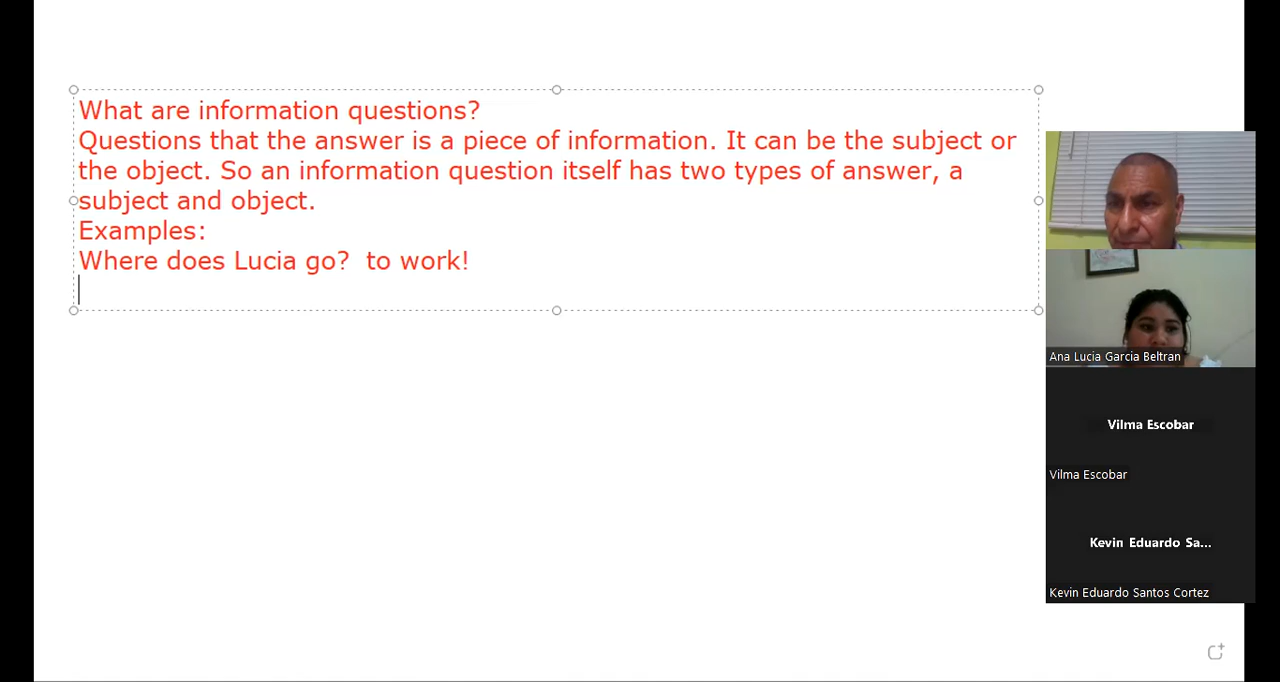 What are information questions?
Questions that the answer is a piece of information. It can be the subject or
the object. So an information question itself has two types of answer, a
subject and object.
Examples:
Where does Lucia go?  to work!
Ana Lucia Garcia Beltran
Vilma Escobar
Vilma Escobar
Kevin Eduardo Sa...
Kevin Eduardo Santos Cortez